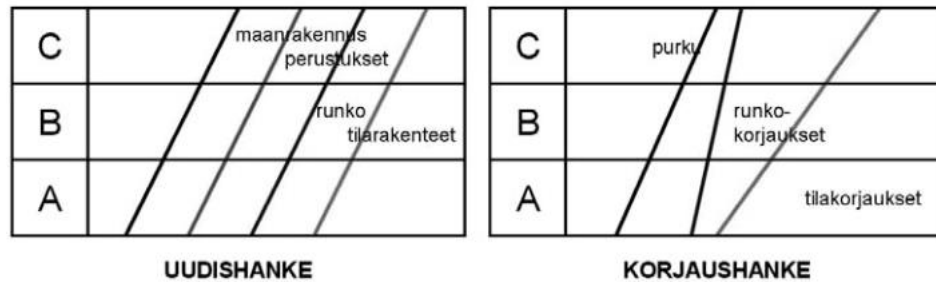 C
maanrakennus
perustukset
B
runko
tilarakenteet
A
UUDISHANKE
C
purku
B
runko-
korjaukset
A
tilakorjaukset
KORJAUSHANKE